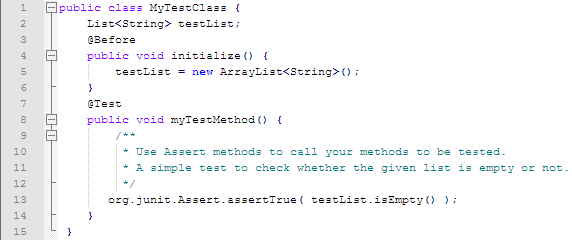 1 public class MyTestClass {
2 List<String> testList;
3 @Before
4 public void initialize() {
5 testList = new ArrayList<String>();
6 }
7 @Test
8 public void myTestMethod() {
9 /**
10 * Use Assert methods to call your methods to be tested.
11 * A simple test to check whether the given list is empty or not.
12 */
13 org.junit.Assert.assertTrue( testList.isEmpty() );
14 }
15 }